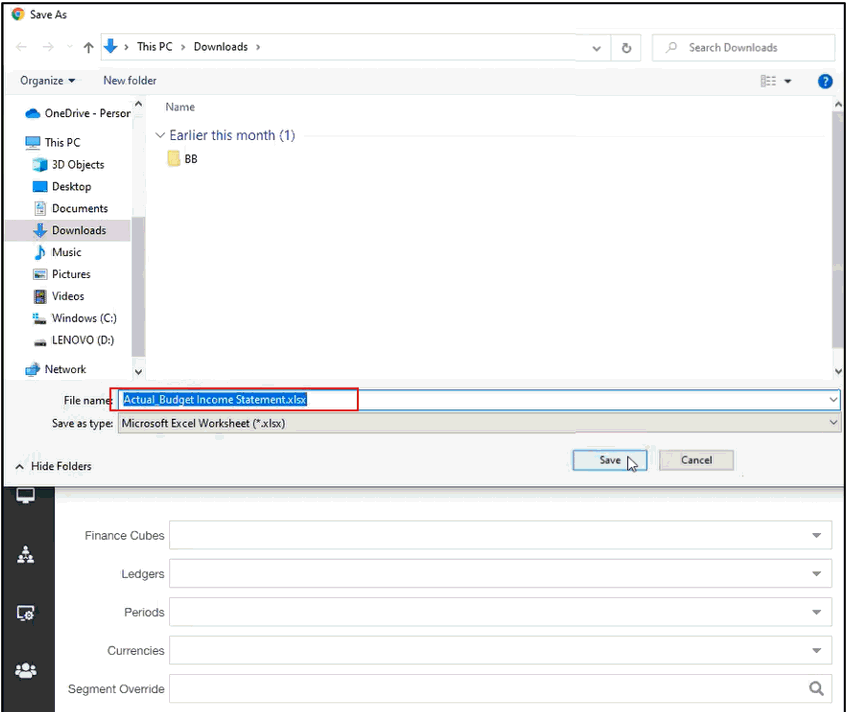 Save As
This PC > Downloads >
Search Downloads
Organize
New folder
?
OneDrive - Person
This PC
3D Objects
Desktop
Documents
Downloads
Music
Pictures
Videos
Windows (C:)
LENOVO (D:)
Network
Name
Earlier this month (1)
BB
File name: Actual_Budget Income Statement.xlsx
Save as type: Microsoft Excel Worksheet (*.xlsx)
Hide Folders
Save
Cancel
Finance Cubes
Ledgers
Periods
Currencies
Segment Override